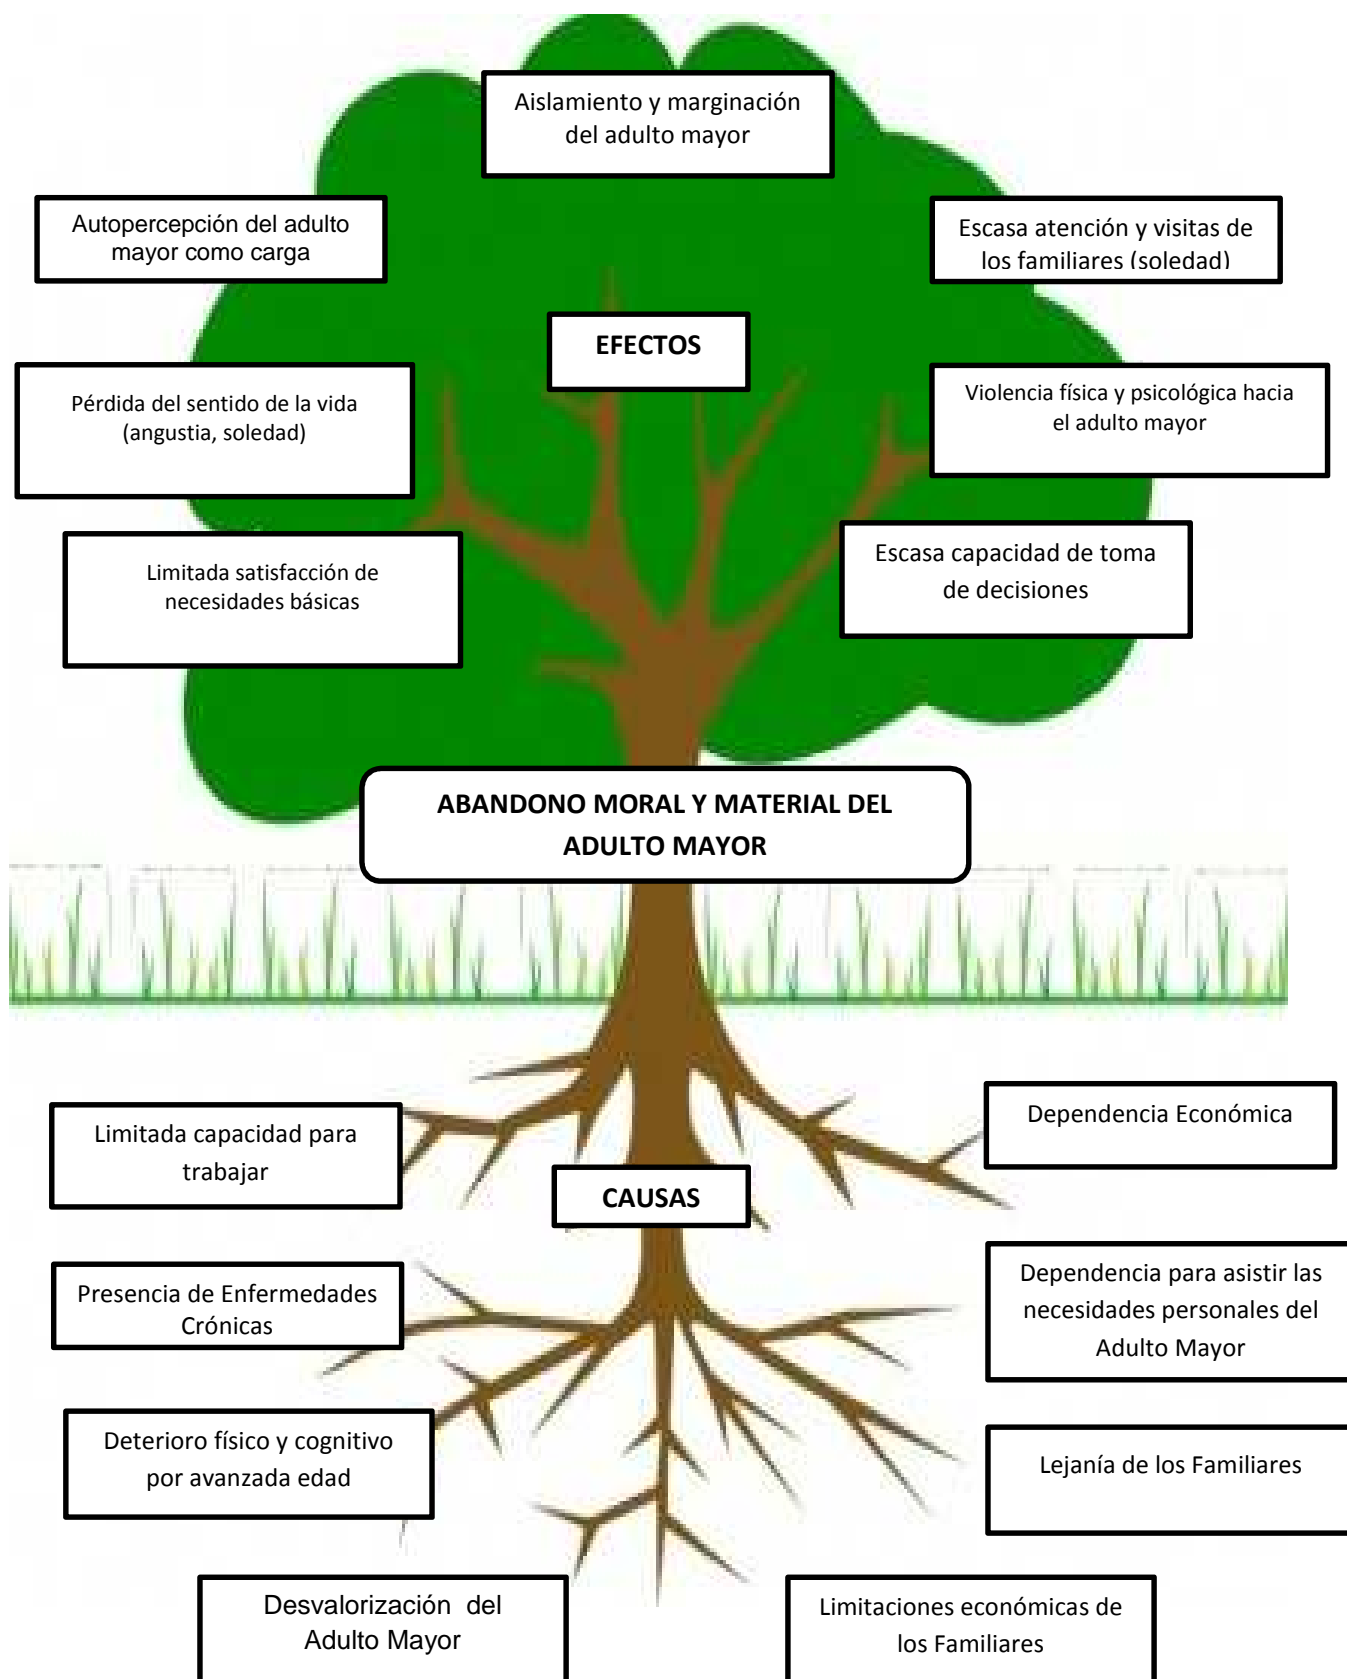 Aislamiento y marginación
del adulto mayor
Autopercepción del adulto
mayor como carga
Escasa atención y visitas de
los familiares (soledad)
EFECTOS
Pérdida del sentido de la vida
(angustia, soledad)
Violencia física y psicológica hacia
el adulto mayor
Limitada satisfacción de
necesidades básicas
Escasa capacidad de toma
de decisiones
ABANDONO MORAL Y MATERIAL DEL
ADULTO MAYOR
Limitada capacidad para
trabajar
Dependencia Económica
CAUSAS
Presencia de Enfermedades
Crónicas
Dependencia para asistir las
necesidades personales del
Adulto Mayor
Deterioro físico y cognitivo
por avanzada edad
Lejanía de los Familiares
Desvalorización del
Adulto Mayor
Limitaciones económicas de
los Familiares